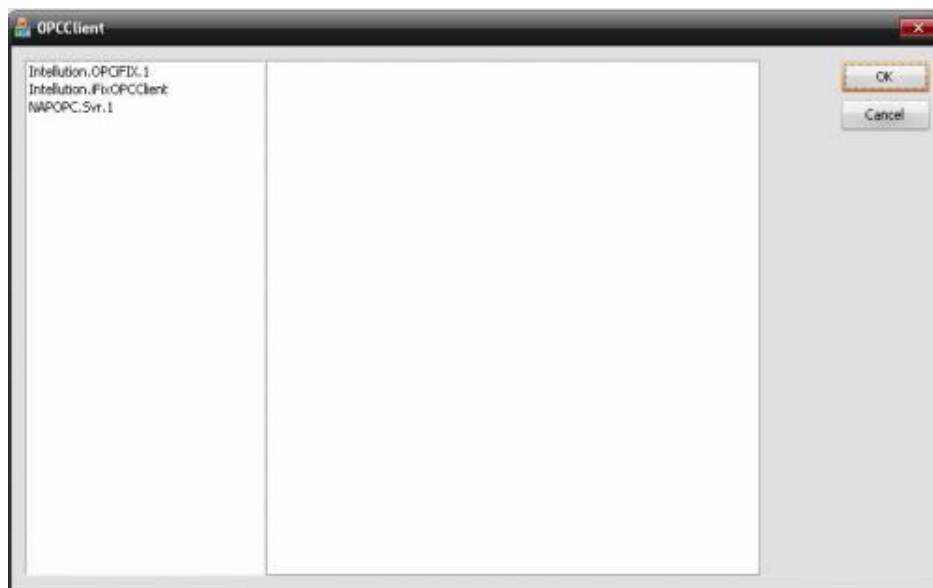 OPCClient
Intellution.OPCiFIX.1
Intellution.iFixOPCClient
NAPOPC.Svr.1
OK
Cancel